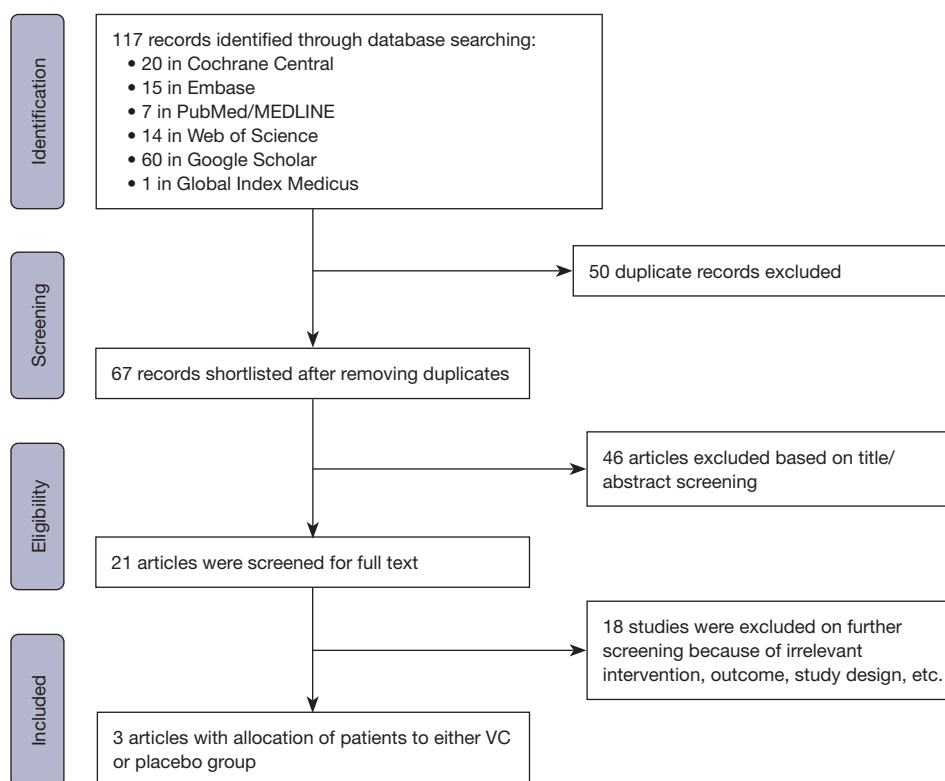 Identification
117 records identified through database searching:
• 20 in Cochrane Central
• 15 in Embase
• 7 in PubMed/MEDLINE
• 14 in Web of Science
• 60 in Google Scholar
• 1 in Global Index Medicus
50 duplicate records excluded
Screening
67 records shortlisted after removing duplicates
46 articles excluded based on title/
abstract screening
Eligibility
21 articles were screened for full text
18 studies were excluded on further
screening because of irrelevant
intervention, outcome, study design, etc.
Included
3 articles with allocation of patients to either VC
or placebo group